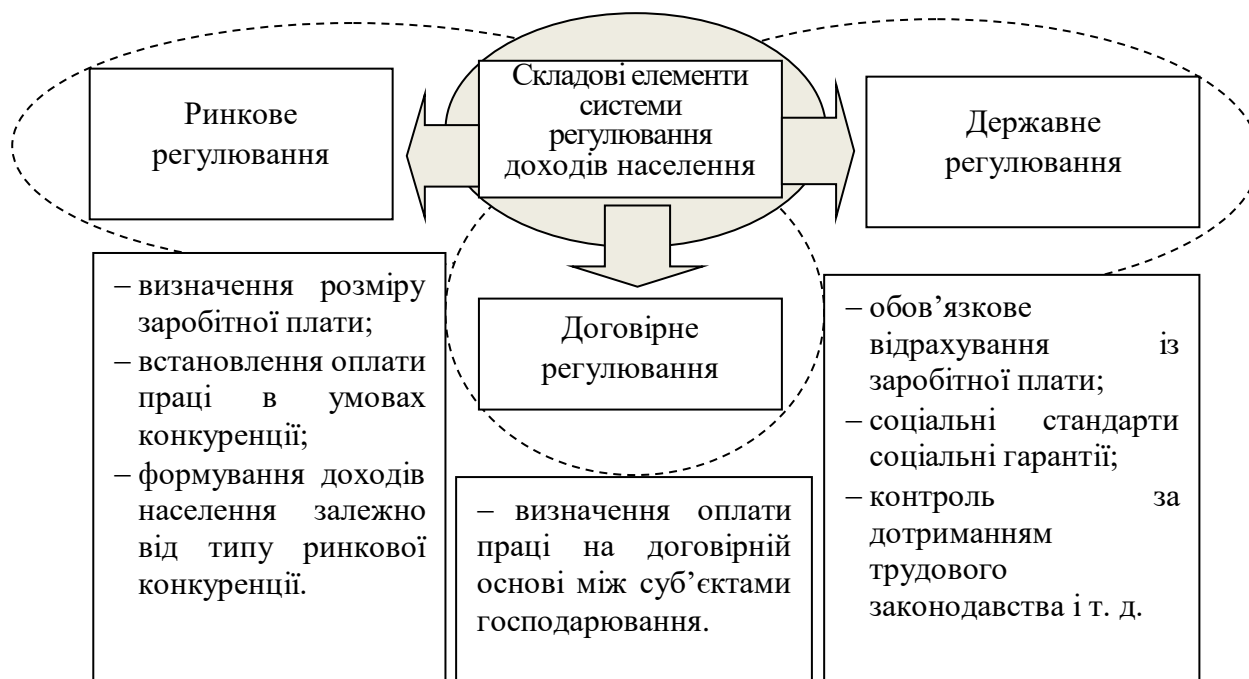 Складові елементи
системи
регулювання
доходів населення
Ринкове
регулювання
Державне
регулювання
Договірне
регулювання
– визначення розміру
заробітної плати;
– встановлення оплати
праці в умовах
конкуренції;
– формування доходів
населення залежно
від типу ринкової
конкуренції.
– визначення оплати
праці на договірній
основі між суб’єктами
господарювання.
– обов’язкове
відрахування із
заробітної плати;
– соціальні стандарти
соціальні гарантії;
– контроль за
дотриманням
трудового
законодавства і т. д.